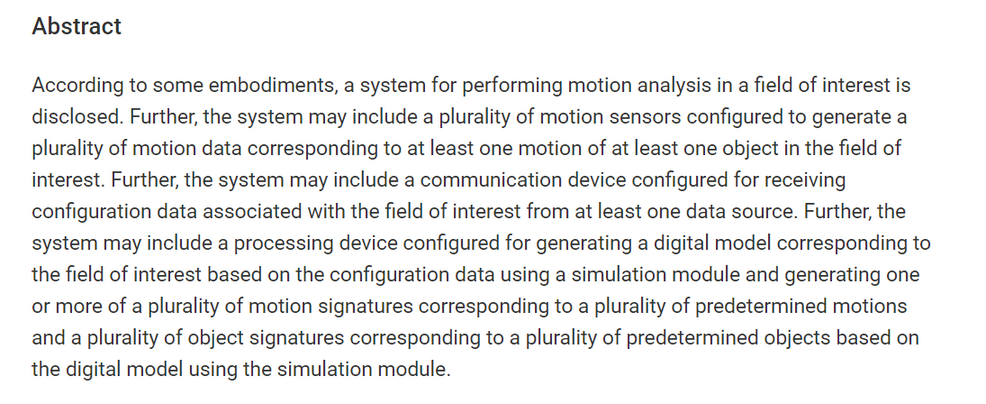 Abstract
According to some embodiments, a system for performing motion analysis in a field of interest is
disclosed. Further, the system may include a plurality of motion sensors configured to generate a
plurality of motion data corresponding to at least one motion of at least one object in the field of
interest. Further, the system may include a communication device configured for receiving
configuration data associated with the field of interest from at least one data source. Further, the
system may include a processing device configured for generating a digital model corresponding to
the field of interest based on the configuration data using a simulation module and generating one
or more of a plurality of motion signatures corresponding to a plurality of predetermined motions
and a plurality of object signatures corresponding to a plurality of predetermined objects based on
the digital model using the simulation module.